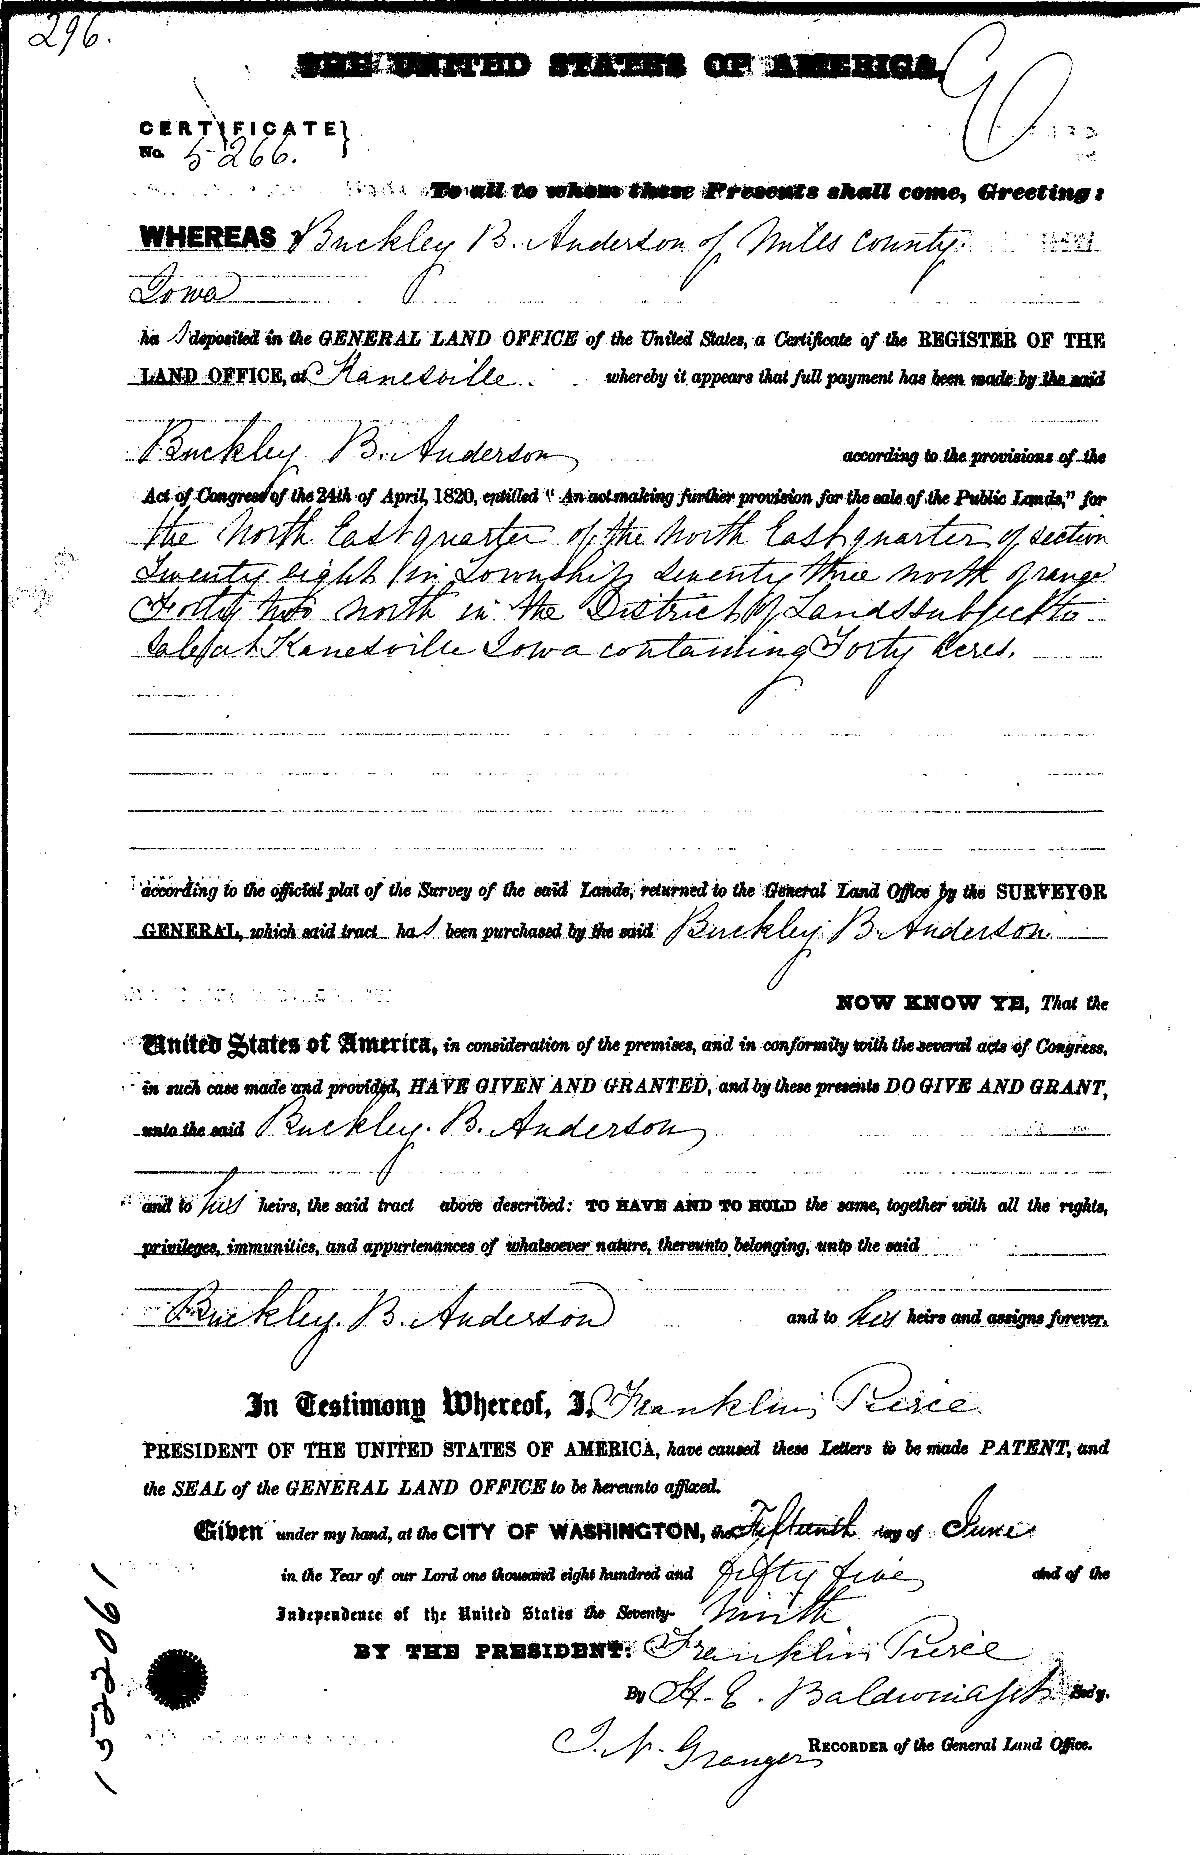 296.
THE UNITED STATES OF AMERICA,
CERTIFICATE
No. 5266.
To all to whom these Presents shall come, Greeting:
WHEREAS Buckley B. Anderson of Mills County
Iowa
has deposited in the GENERAL LAND OFFICE of the United States, a Certificate of the REGISTER OF THE
LAND OFFICE, at Kanesville whereby it appears that full payment has been made by the said
Buckley B. Anderson according to the provisions of the
Act of Congress of the 24th of April, 1820, entitled "An act making further provision for the sale of the Public Lands," for
the North East quarter of the North East quarter of section
Twenty eight in Township seventy three north of range
Forty two north in the District of Lands subject to
sale at Kanesville Iowa containing Forty Acres.
according to the official plat of the Survey of the said Lands, returned to the General Land Office by the SURVEYOR
GENERAL, which said tract has been purchased by the said Buckley B. Anderson
NOW KNOW YE, That the
United States of America, in consideration of the premises, and in conformity with the several acts of Congress,
in such case made and provided, HAVE GIVEN AND GRANTED, and by these presents DO GIVE AND GRANT,
unto the said Buckley. B. Anderson
and to his heirs, the said tract above described: TO HAVE AND TO HOLD the same, together with all the rights,
privileges, immunities, and appurtenances of whatsoever nature, thereunto belonging, unto the said
Buckley. B. Anderson and to his heirs and assigns forever.
In Testimony Whereof, I, Franklin Pierce
PRESIDENT OF THE UNITED STATES OF AMERICA, have caused these Letters to be made PATENT, and
the SEAL of the GENERAL LAND OFFICE to be hereunto affixed.
Given under my hand, at the CITY OF WASHINGTON, the Fifteenth day of June
in the Year of our Lord one thousand eight hundred and fifty five and of the
Independence of the United States the Seventy-ninth
BY THE PRESIDENT: Franklin Pierce
By H. E. Baldwin Asst Secy.
J. N. Granger RECORDER of the General Land Office.
152206 1